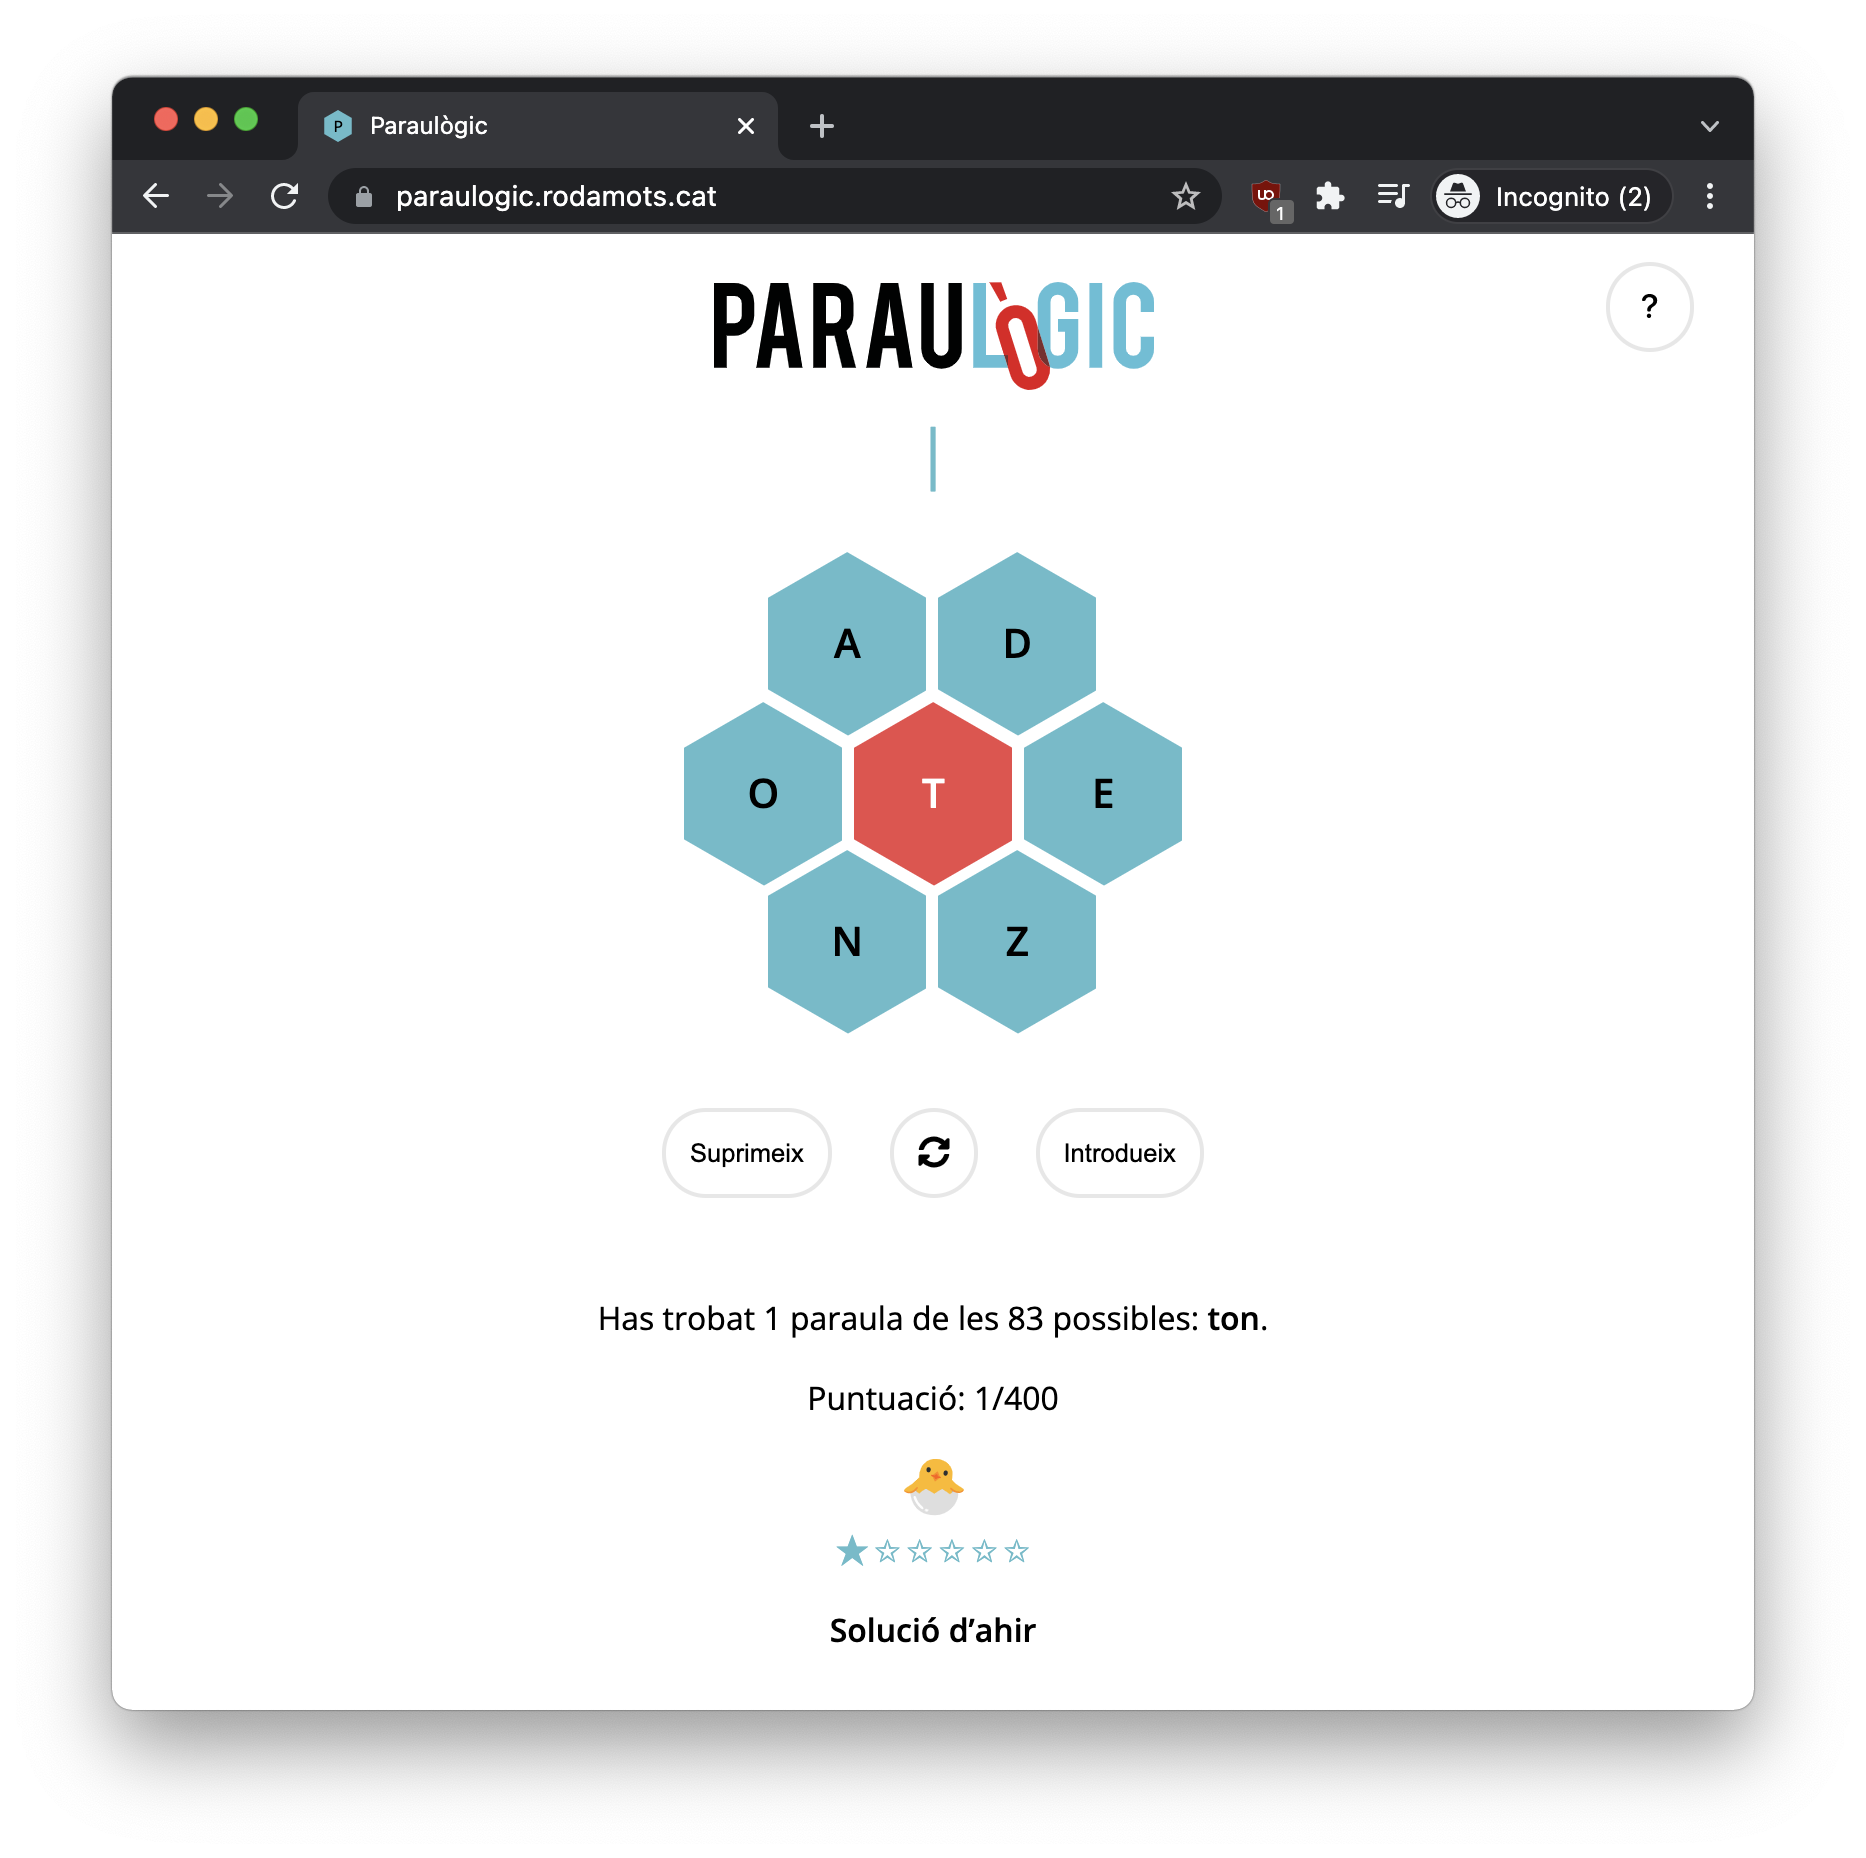 P Paraulògic
paraulogic.rodamots.cat
UO 1
Incognito (2)
PARAULÒGIC
?
A D
O T E
N Z
Suprimeix Introdueix
Has trobat 1 paraula de les 83 possibles: ton.
Puntuació: 1/400
Solució d’ahir